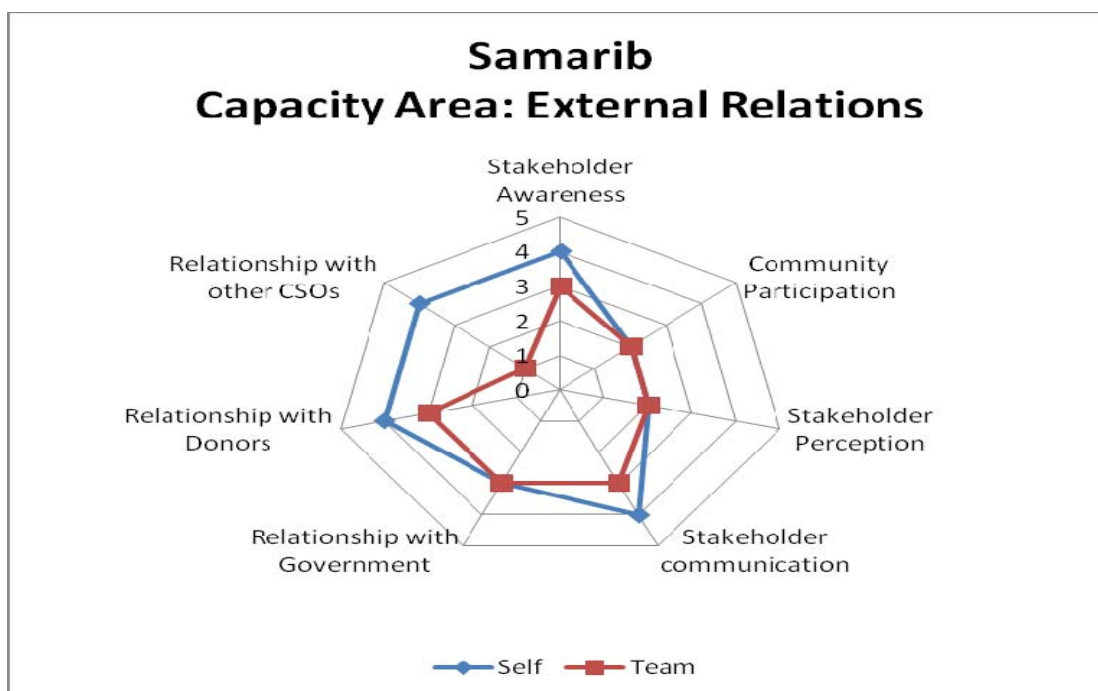 Samarib
Capacity Area: External Relations
Stakeholder
Awareness
5
4
3
2
1
0
Community
Participation
Stakeholder
Perception
Stakeholder
communication
Relationship with
Government
Relationship with
Donors
Relationship with
other CSOs
Self
Team